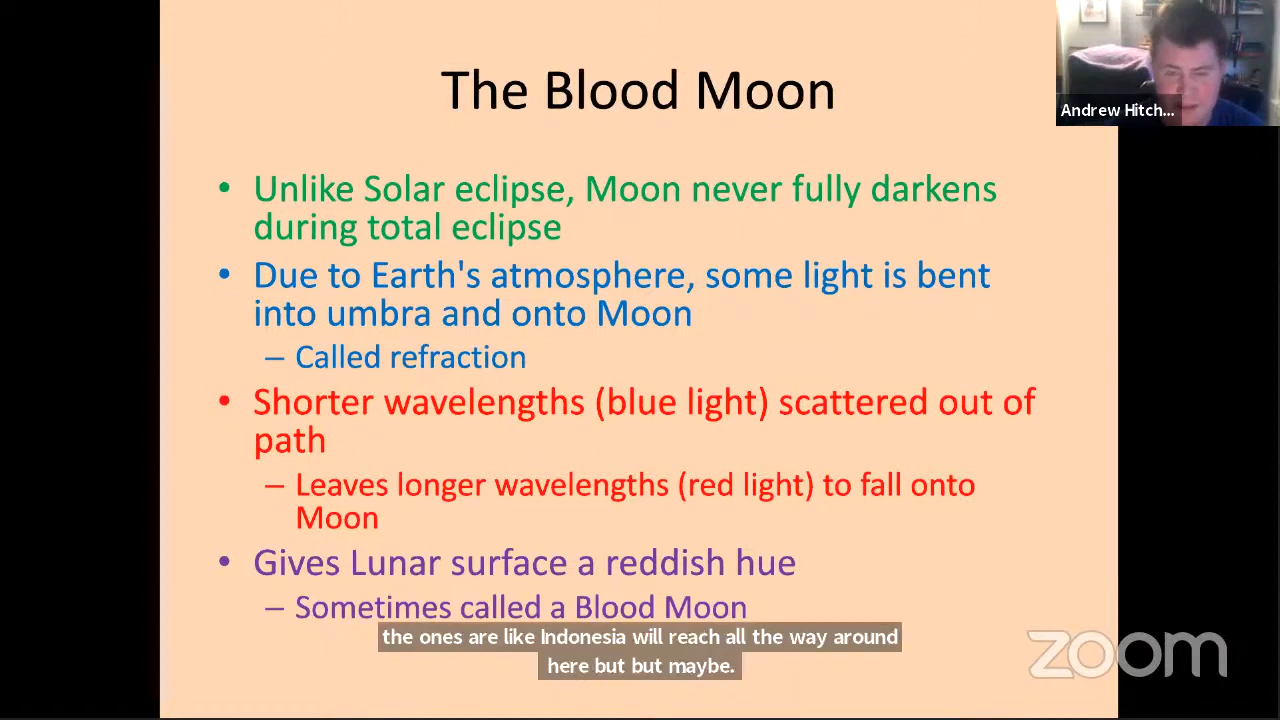 The Blood Moon
Andrew Hitch...
• Unlike Solar eclipse, Moon never fully darkens
during total eclipse
• Due to Earth's atmosphere, some light is bent
into umbra and onto Moon
– Called refraction
• Shorter wavelengths (blue light) scattered out of
path
– Leaves longer wavelengths (red light) to fall onto
Moon
• Gives Lunar surface a reddish hue
– Sometimes called a Blood Moon
the ones are like Indonesia will reach all the way around
here but but maybe.
zoom